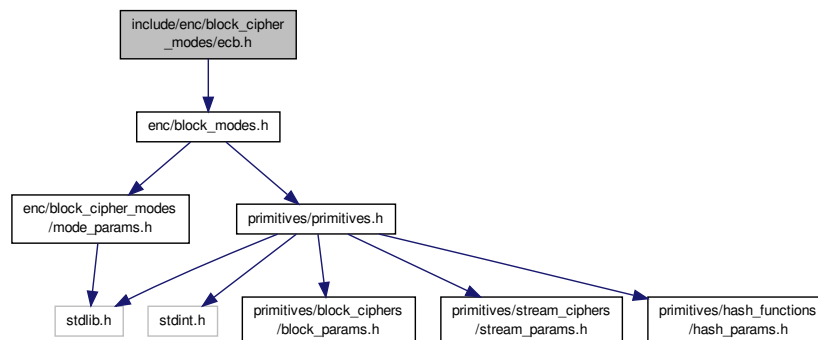 include/enc/block_cipher
_modes/ecb.h
enc/block_modes.h
enc/block_cipher_modes
/mode_params.h
primitives/primitives.h
stdlib.h
stdint.h
primitives/block_ciphers
/block_params.h
primitives/stream_ciphers
/stream_params.h
primitives/hash_functions
/hash_params.h